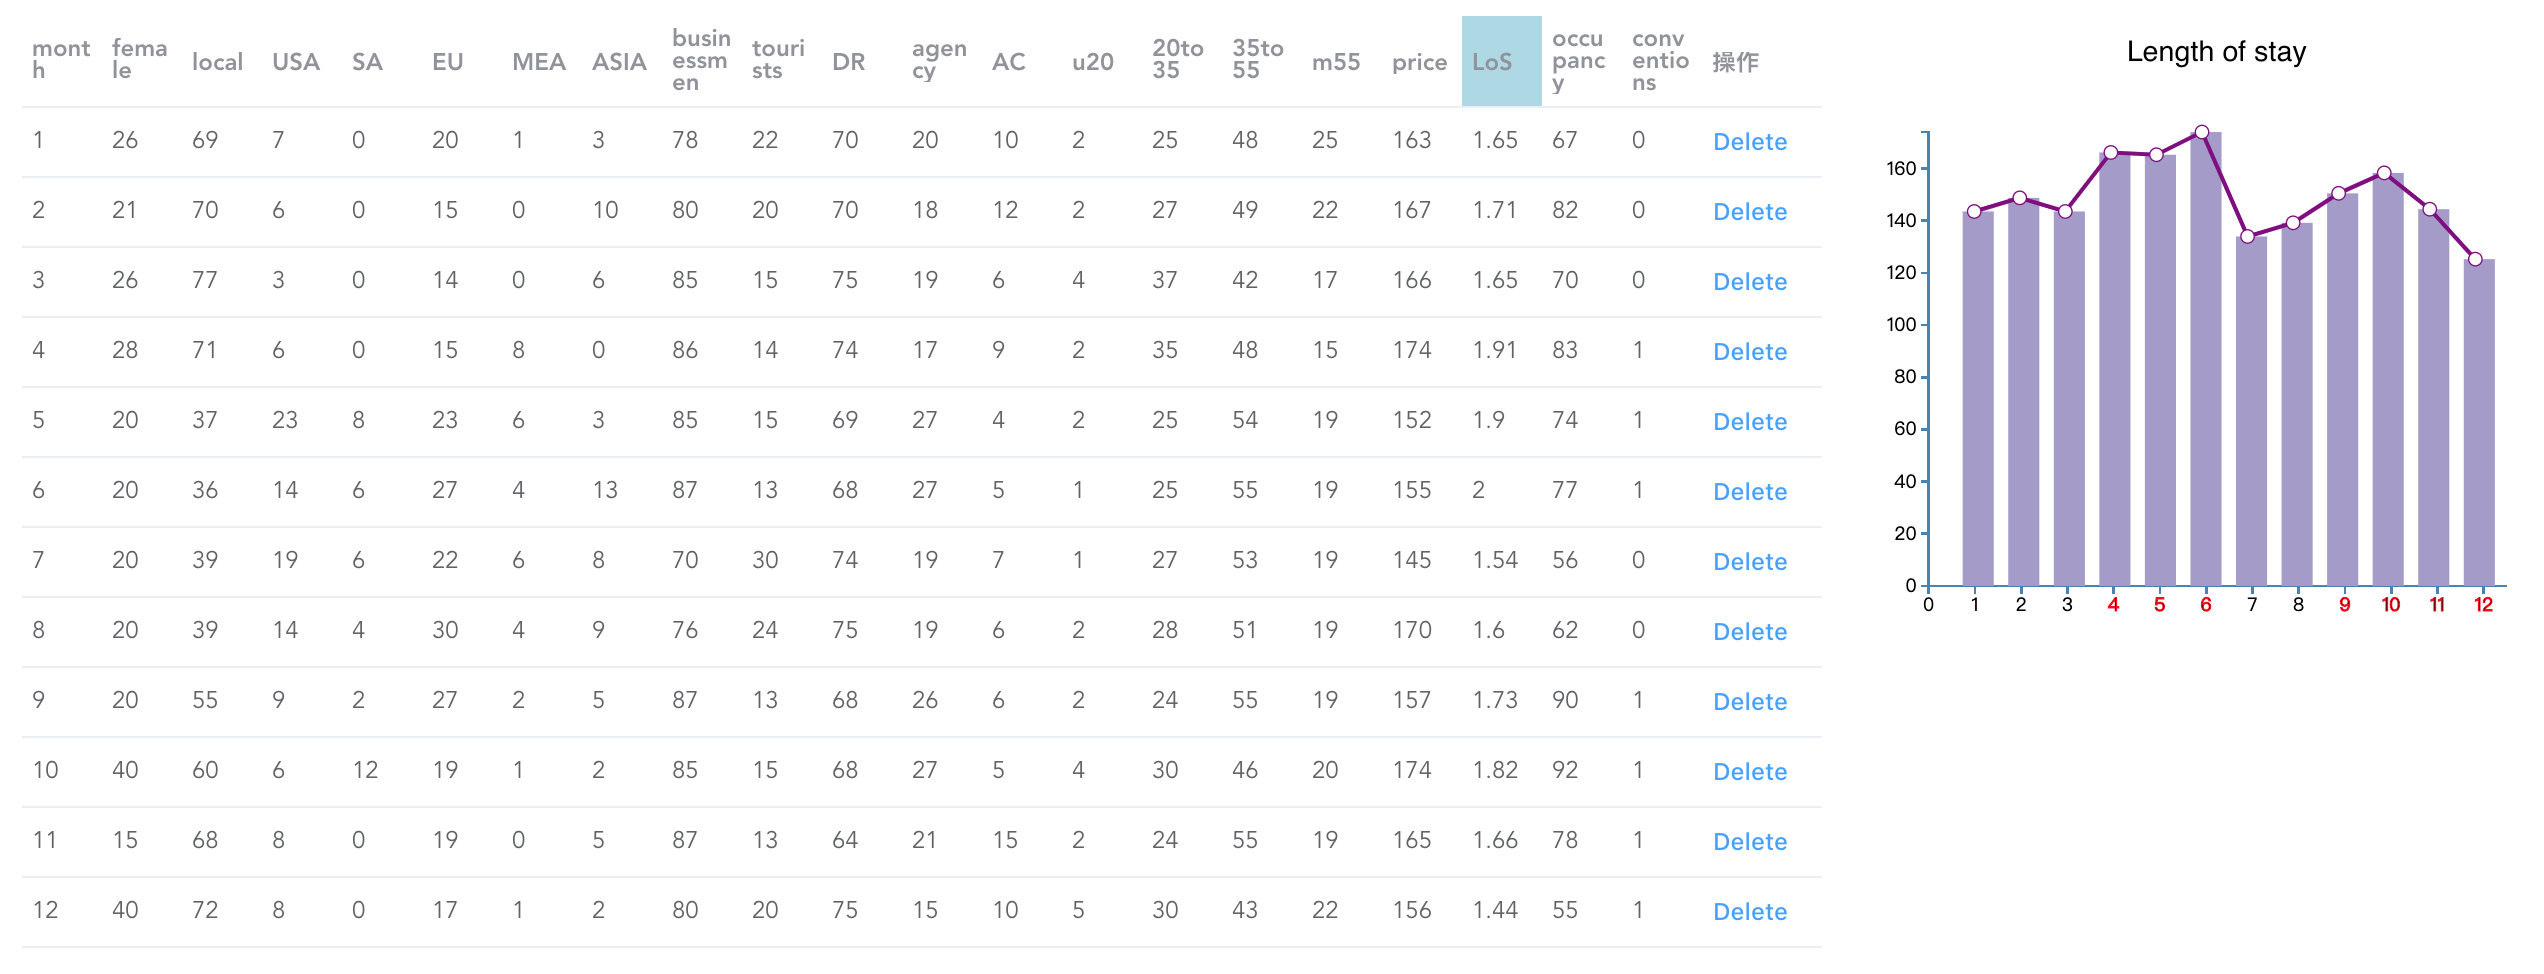 month female local USA SA EU MEA ASIA businessmen tourists DR agency AC u20 20to35 35to55 m55 price LoS occupancy conventions 操作
1 26 69 7 0 20 1 3 78 22 70 20 10 2 25 48 25 163 1.65 67 0 Delete
2 21 70 6 0 15 0 10 80 20 70 18 12 2 27 49 22 167 1.71 82 0 Delete
3 26 77 3 0 14 0 6 85 15 75 19 6 4 37 42 17 166 1.65 70 0 Delete
4 28 71 6 0 15 8 0 86 14 74 17 9 2 35 48 15 174 1.91 83 1 Delete
5 20 37 23 8 23 6 3 85 15 69 27 4 2 25 54 19 152 1.9 74 1 Delete
6 20 36 14 6 27 4 13 87 13 68 27 5 1 25 55 19 155 2 77 1 Delete
7 20 39 19 6 22 6 8 70 30 74 19 7 1 27 53 19 145 1.54 56 0 Delete
8 20 39 14 4 30 4 9 76 24 75 19 6 2 28 51 19 170 1.6 62 0 Delete
9 20 55 9 2 27 2 5 87 13 68 26 6 2 24 55 19 157 1.73 90 1 Delete
10 40 60 6 12 19 1 2 85 15 68 27 5 4 30 46 20 174 1.82 92 1 Delete
11 15 68 8 0 19 0 5 87 13 64 21 15 2 24 55 19 165 1.66 78 1 Delete
12 40 72 8 0 17 1 2 80 20 75 15 10 5 30 43 22 156 1.44 55 1 Delete
Length of stay
160
140
120
100
80
60
40
20
0
0 1 2 3 4 5 6 7 8 9 10 11 12